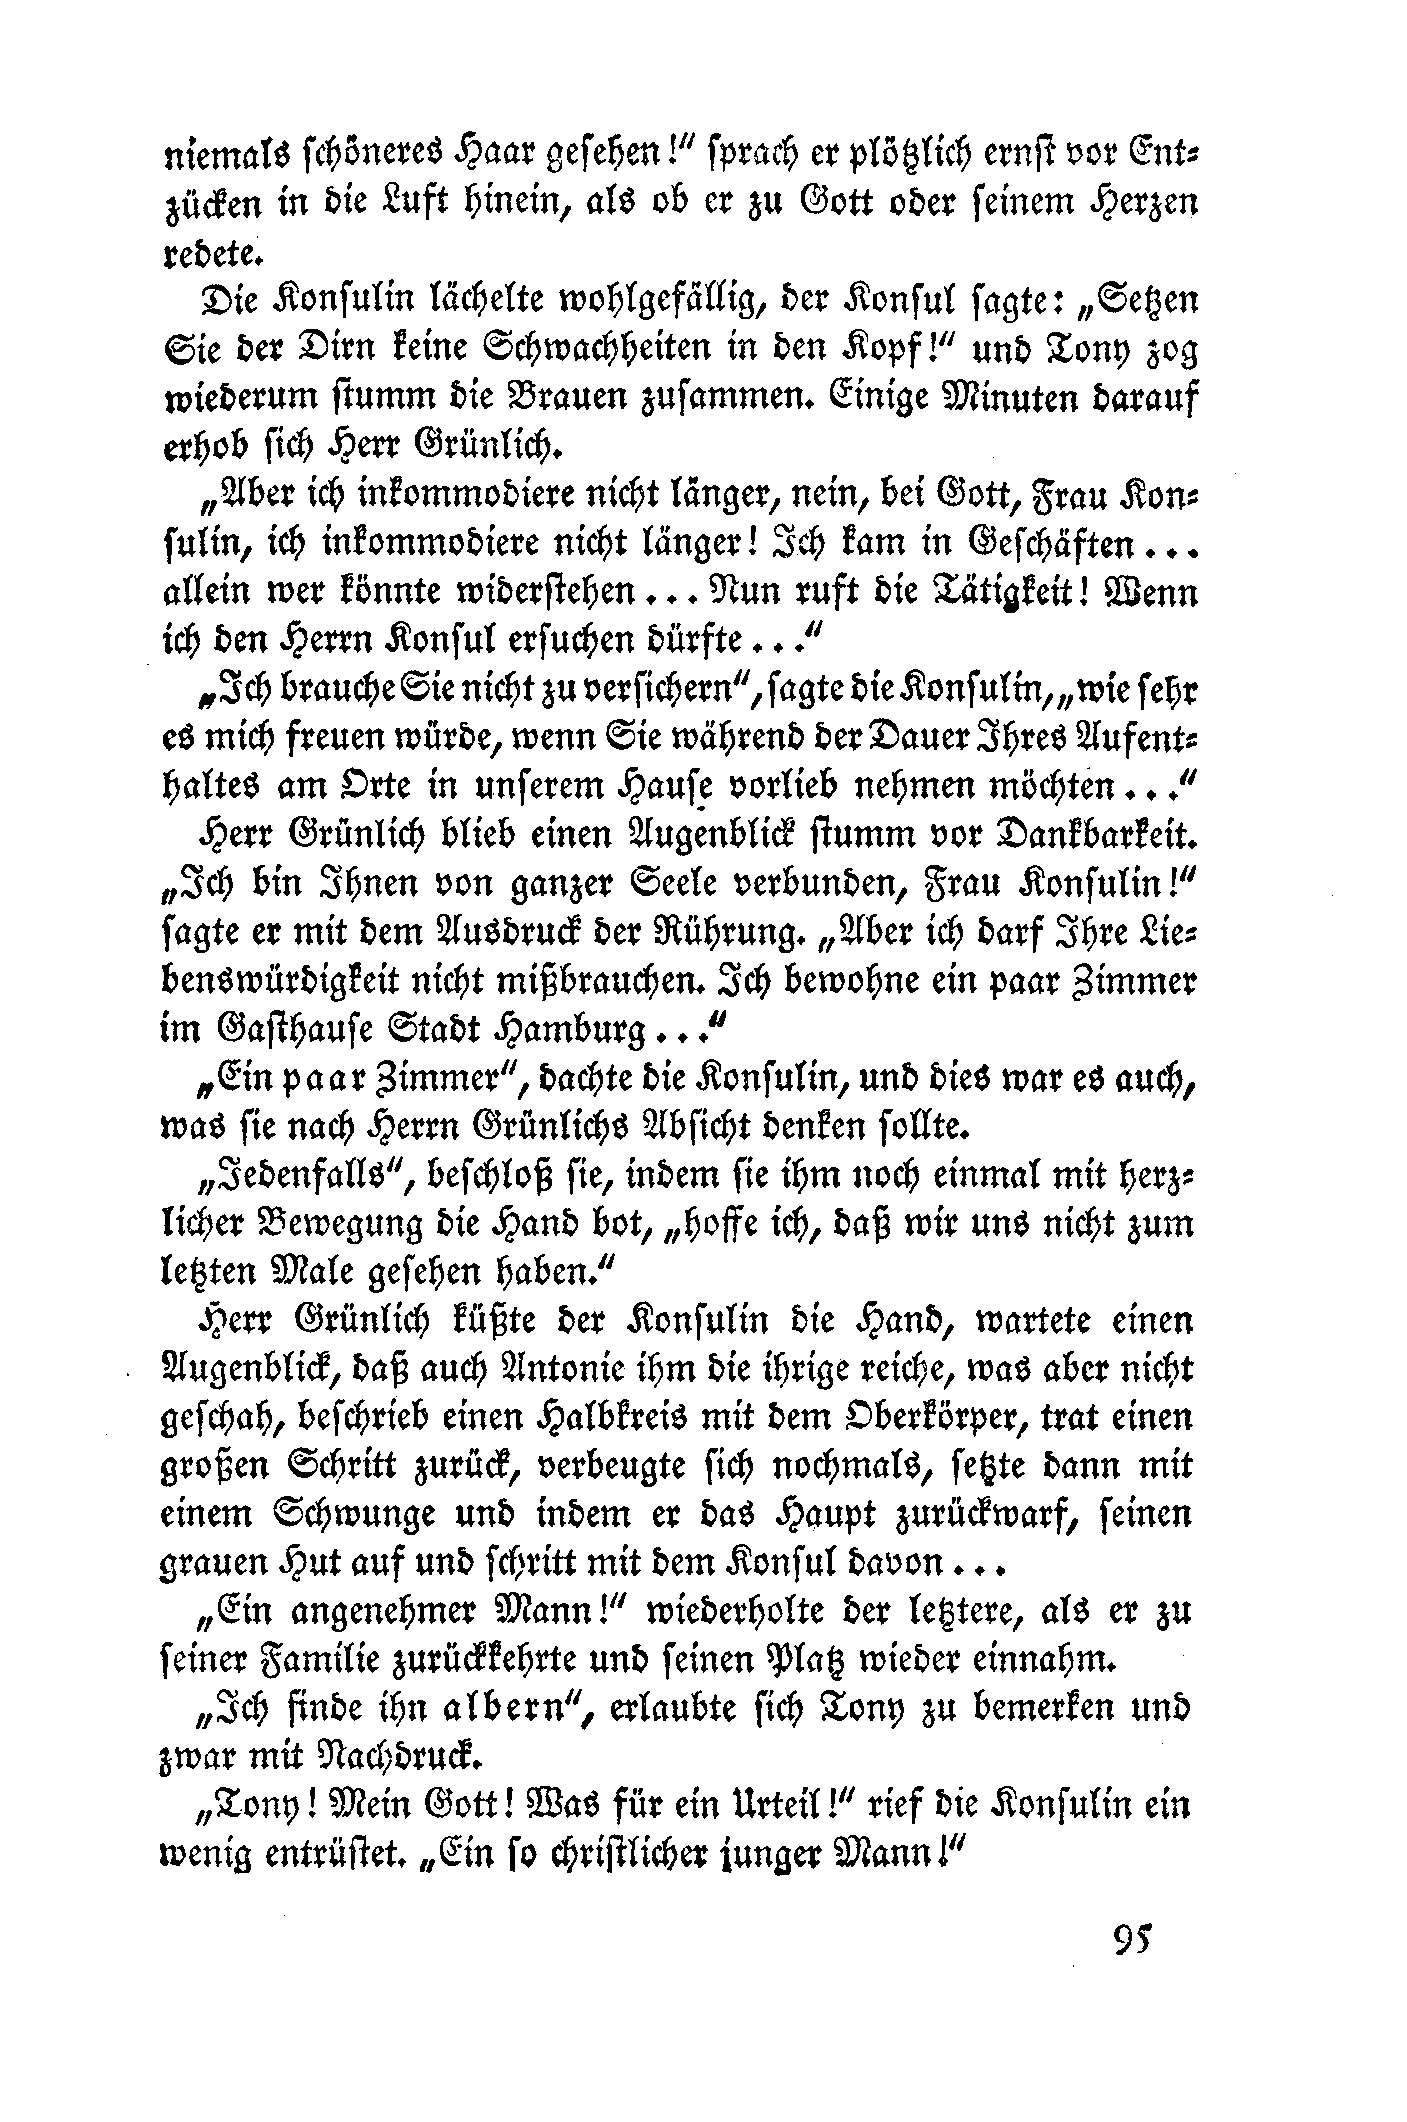 niemals schöneres Haar gesehen!“ sprach er plötzlich ernst vor Ent-
zücken in die Luft hinein, als ob er zu Gott oder seinem Herzen
redete.
Die Konsulin lächelte wohlgefällig, der Konsul sagte: „Setzen
Sie der Dirn keine Schwachheiten in den Kopf!“ und Tony zog
wiederum stumm die Brauen zusammen. Einige Minuten darauf
erhob sich Herr Grünlich.
„Aber ich inkommodiere nicht länger, nein, bei Gott, Frau Kon-
sulin, ich inkommodiere nicht länger! Ich kam in Geschäften...
allein wer könnte widerstehen... Nun ruft die Tätigkeit! Wenn
ich den Herrn Konsul ersuchen dürfte...“
„Ich brauche Sie nicht zu versichern“, sagte die Konsulin, „wie sehr
es mich freuen würde, wenn Sie während der Dauer Ihres Aufent-
haltes am Orte in unserem Hause vorlieb nehmen möchten...“
Herr Grünlich blieb einen Augenblick stumm vor Dankbarkeit.
„Ich bin Ihnen von ganzer Seele verbunden, Frau Konsulin!“
sagte er mit dem Ausdruck der Rührung. „Aber ich darf Ihre Lie-
benswürdigkeit nicht mißbrauchen. Ich bewohne ein paar Zimmer
im Gasthause Stadt Hamburg...“
„Ein paar Zimmer“, dachte die Konsulin, und dies war es auch,
was sie nach Herrn Grünlichs Absicht denken sollte.
„Jedenfalls“, beschloß sie, indem sie ihm noch einmal mit herz-
licher Bewegung die Hand bot, „hoffe ich, daß wir uns nicht zum
letzten Male gesehen haben.“
Herr Grünlich küßte der Konsulin die Hand, wartete einen
Augenblick, daß auch Antonie ihm die ihrige reiche, was aber nicht
geschah, beschrieb einen Halbkreis mit dem Oberkörper, trat einen
großen Schritt zurück, verbeugte sich nochmals, setzte dann mit
einem Schwunge und indem er das Haupt zurückwarf, seinen
grauen Hut auf und schritt mit dem Konsul davon...
„Ein angenehmer Mann!“ wiederholte der letztere, als er zu
seiner Familie zurückkehrte und seinen Platz wieder einnahm.
„Ich finde ihn albern“, erlaubte sich Tony zu bemerken und
zwar mit Nachdruck.
„Tony! Mein Gott! Was für ein Urteil!“ rief die Konsulin ein
wenig entrüstet. „Ein so christlicher junger Mann!“
95